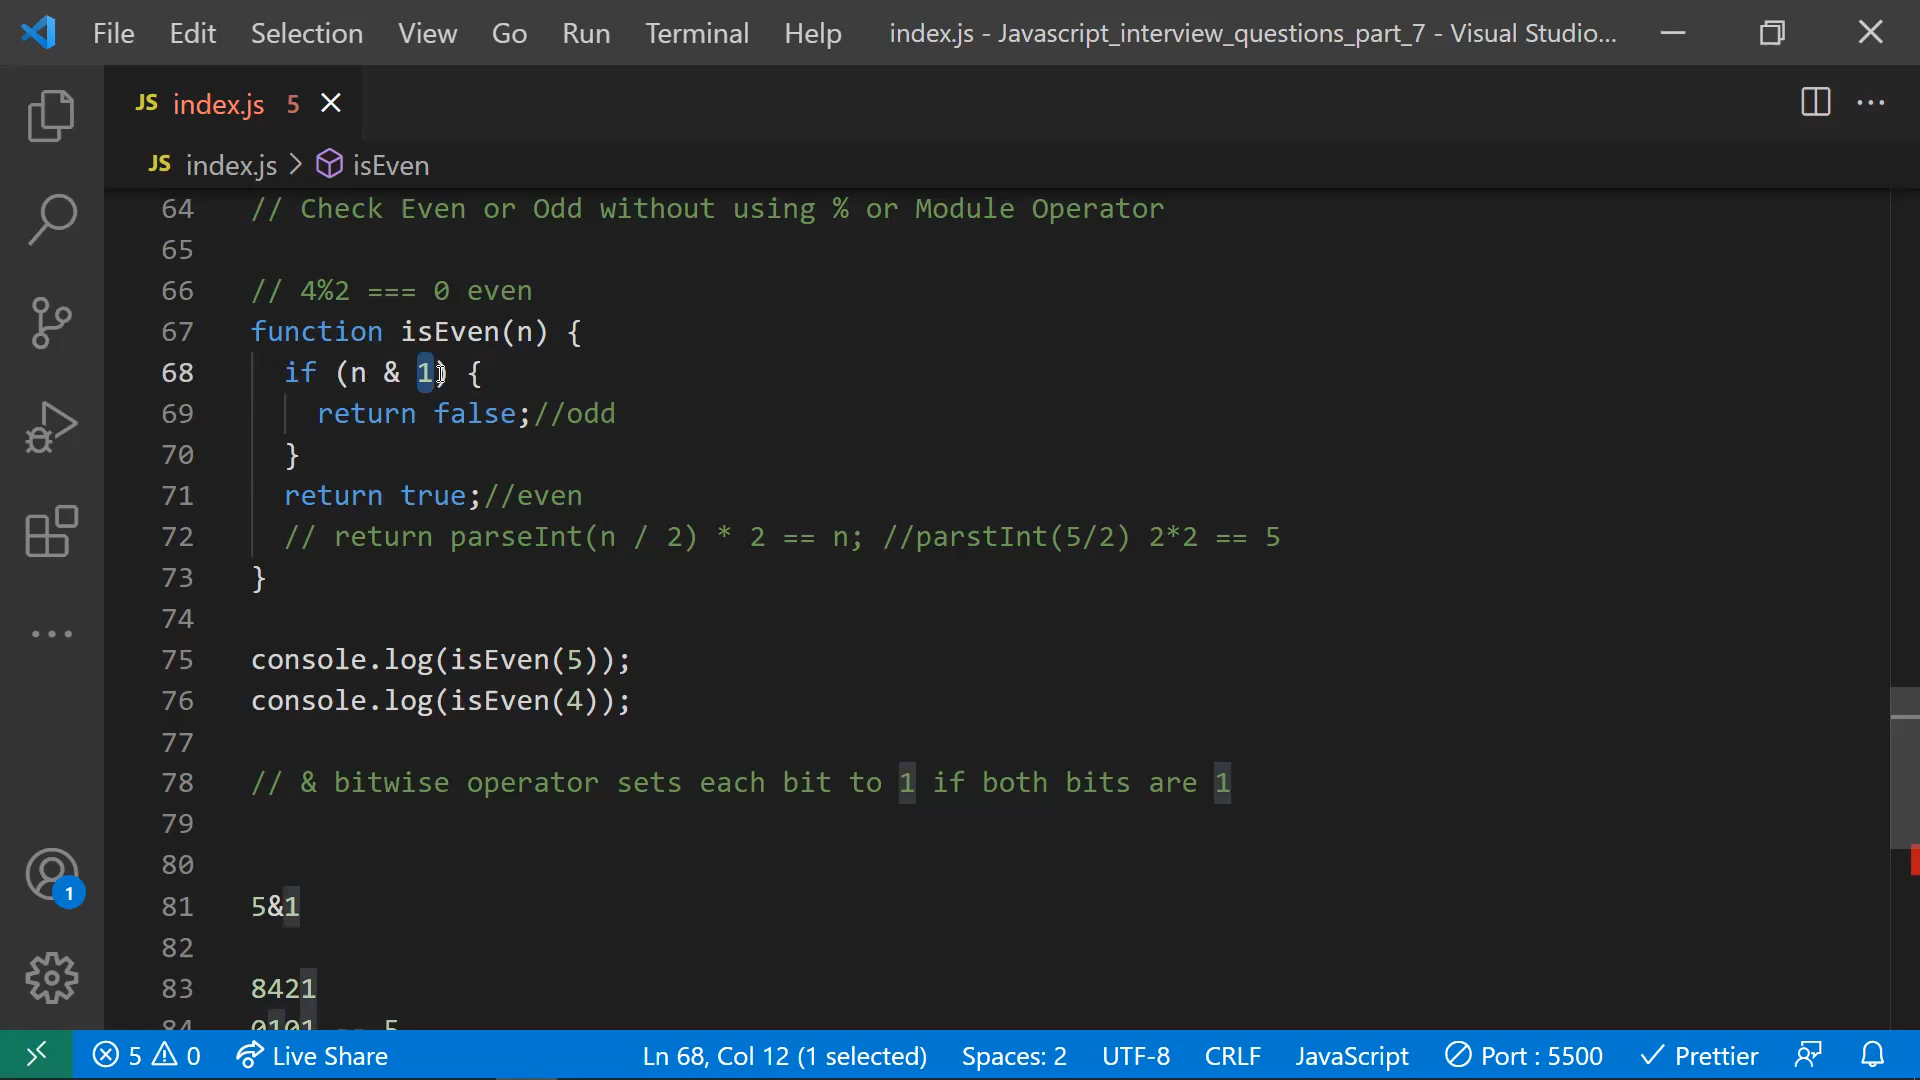 File Edit Selection View Go Run Terminal Help index.js - Javascript_interview_questions_part_7 - Visual Studio...
JS index.js 5
JS index.js > isEven
64 // Check Even or Odd without using % or Module Operator
65
66 // 4%2 === 0 even
67 function isEven(n) {
68 if (n & 1) {
69 return false;//odd
70 }
71 return true;//even
72 // return parseInt(n / 2) * 2 == n; //parstInt(5/2) 2*2 == 5
73 }
74
75 console.log(isEven(5));
76 console.log(isEven(4));
77
78 // & bitwise operator sets each bit to 1 if both bits are 1
79
80
81 5&1
82
83 8421
84 0101 == 5
1
5 0 Live Share Ln 68, Col 12 (1 selected) Spaces: 2 UTF-8 CRLF JavaScript Port : 5500 Prettier